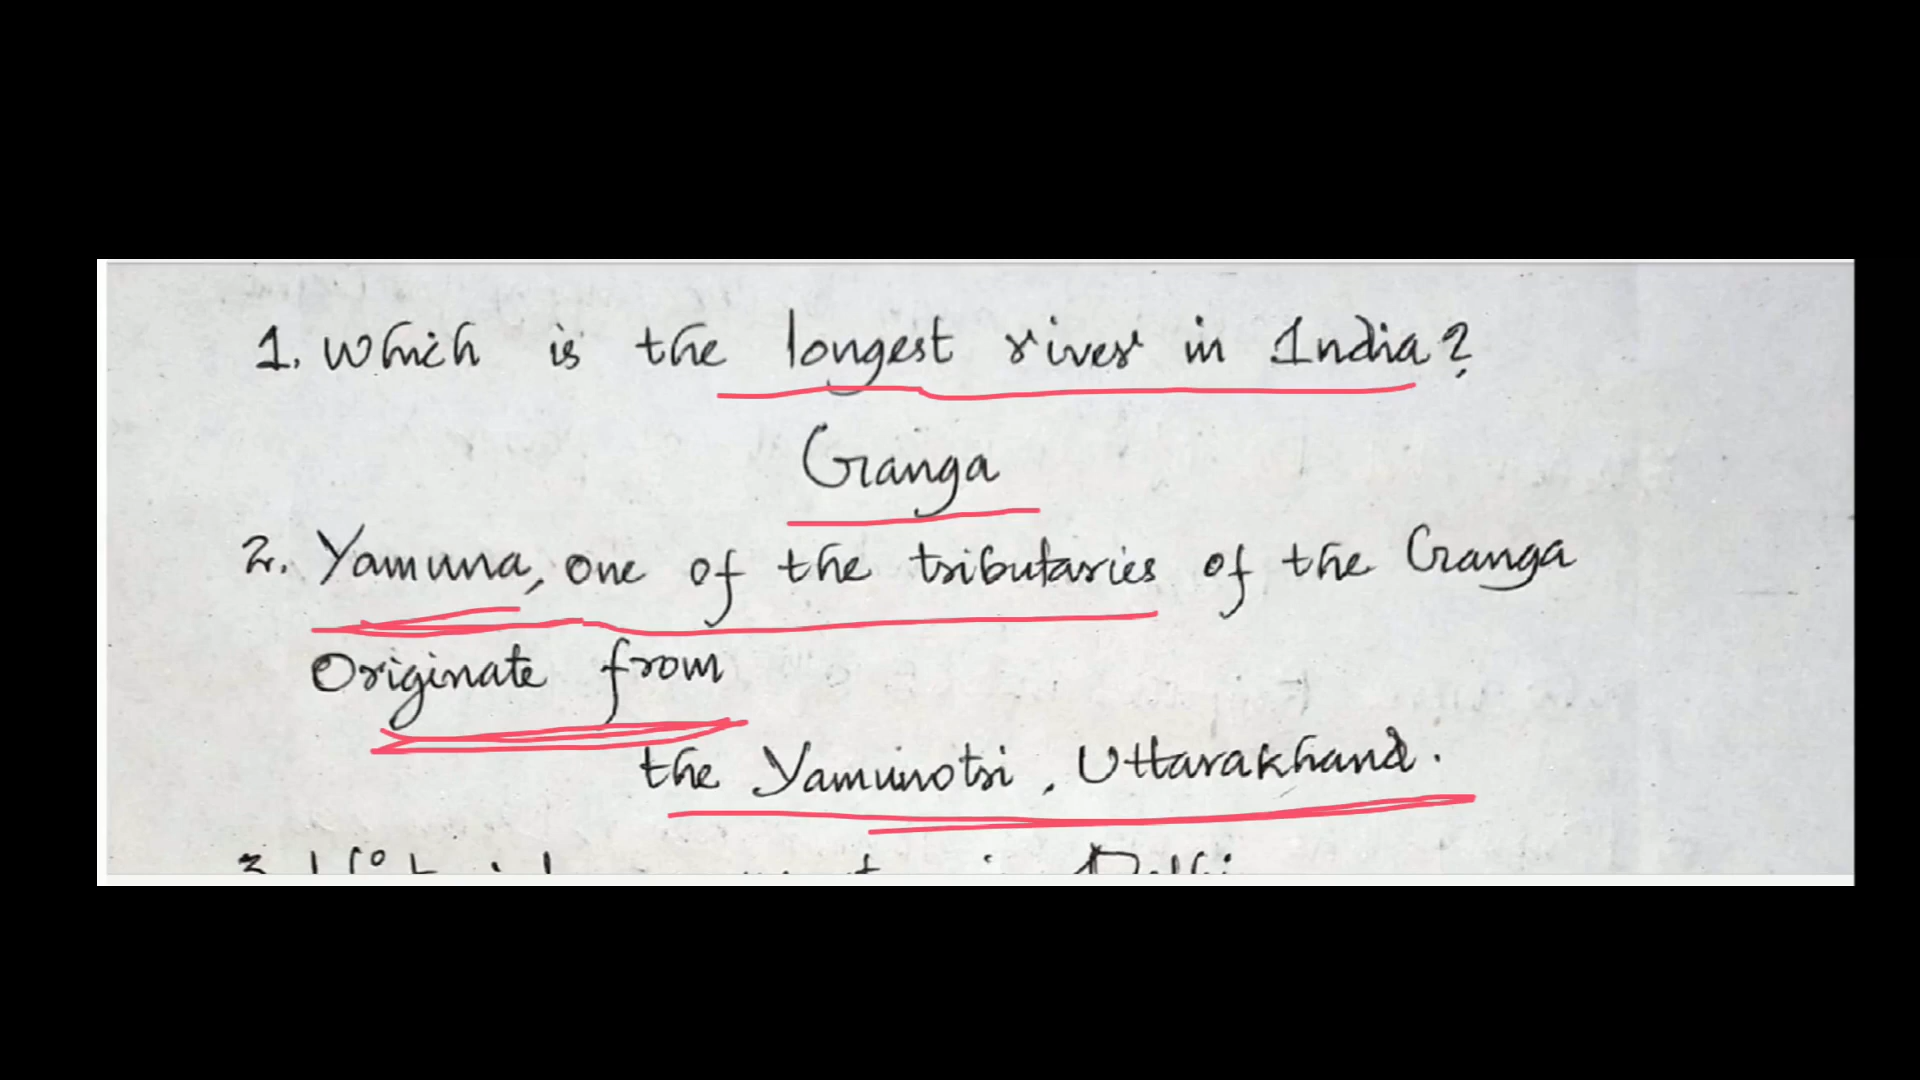 1. Which is the longest river in India?
Ganga
2. Yamuna, one of the tributaries of the Ganga
Originate from
the Yamunotri, Uttarakhand.
3.